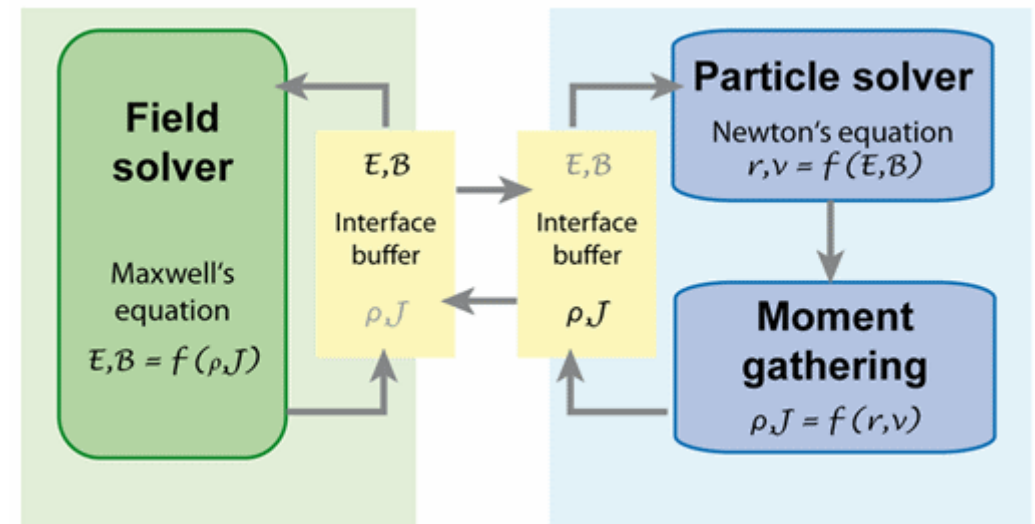 Field
solver
Maxwell's
equation
E,B = f(ρ,J)
E,B
Interface
buffer
ρ,J
E,B
Interface
buffer
ρ,J
Particle solver
Newton's equation
r,v = f(E,B)
Moment
gathering
ρ,J = f(r,v)